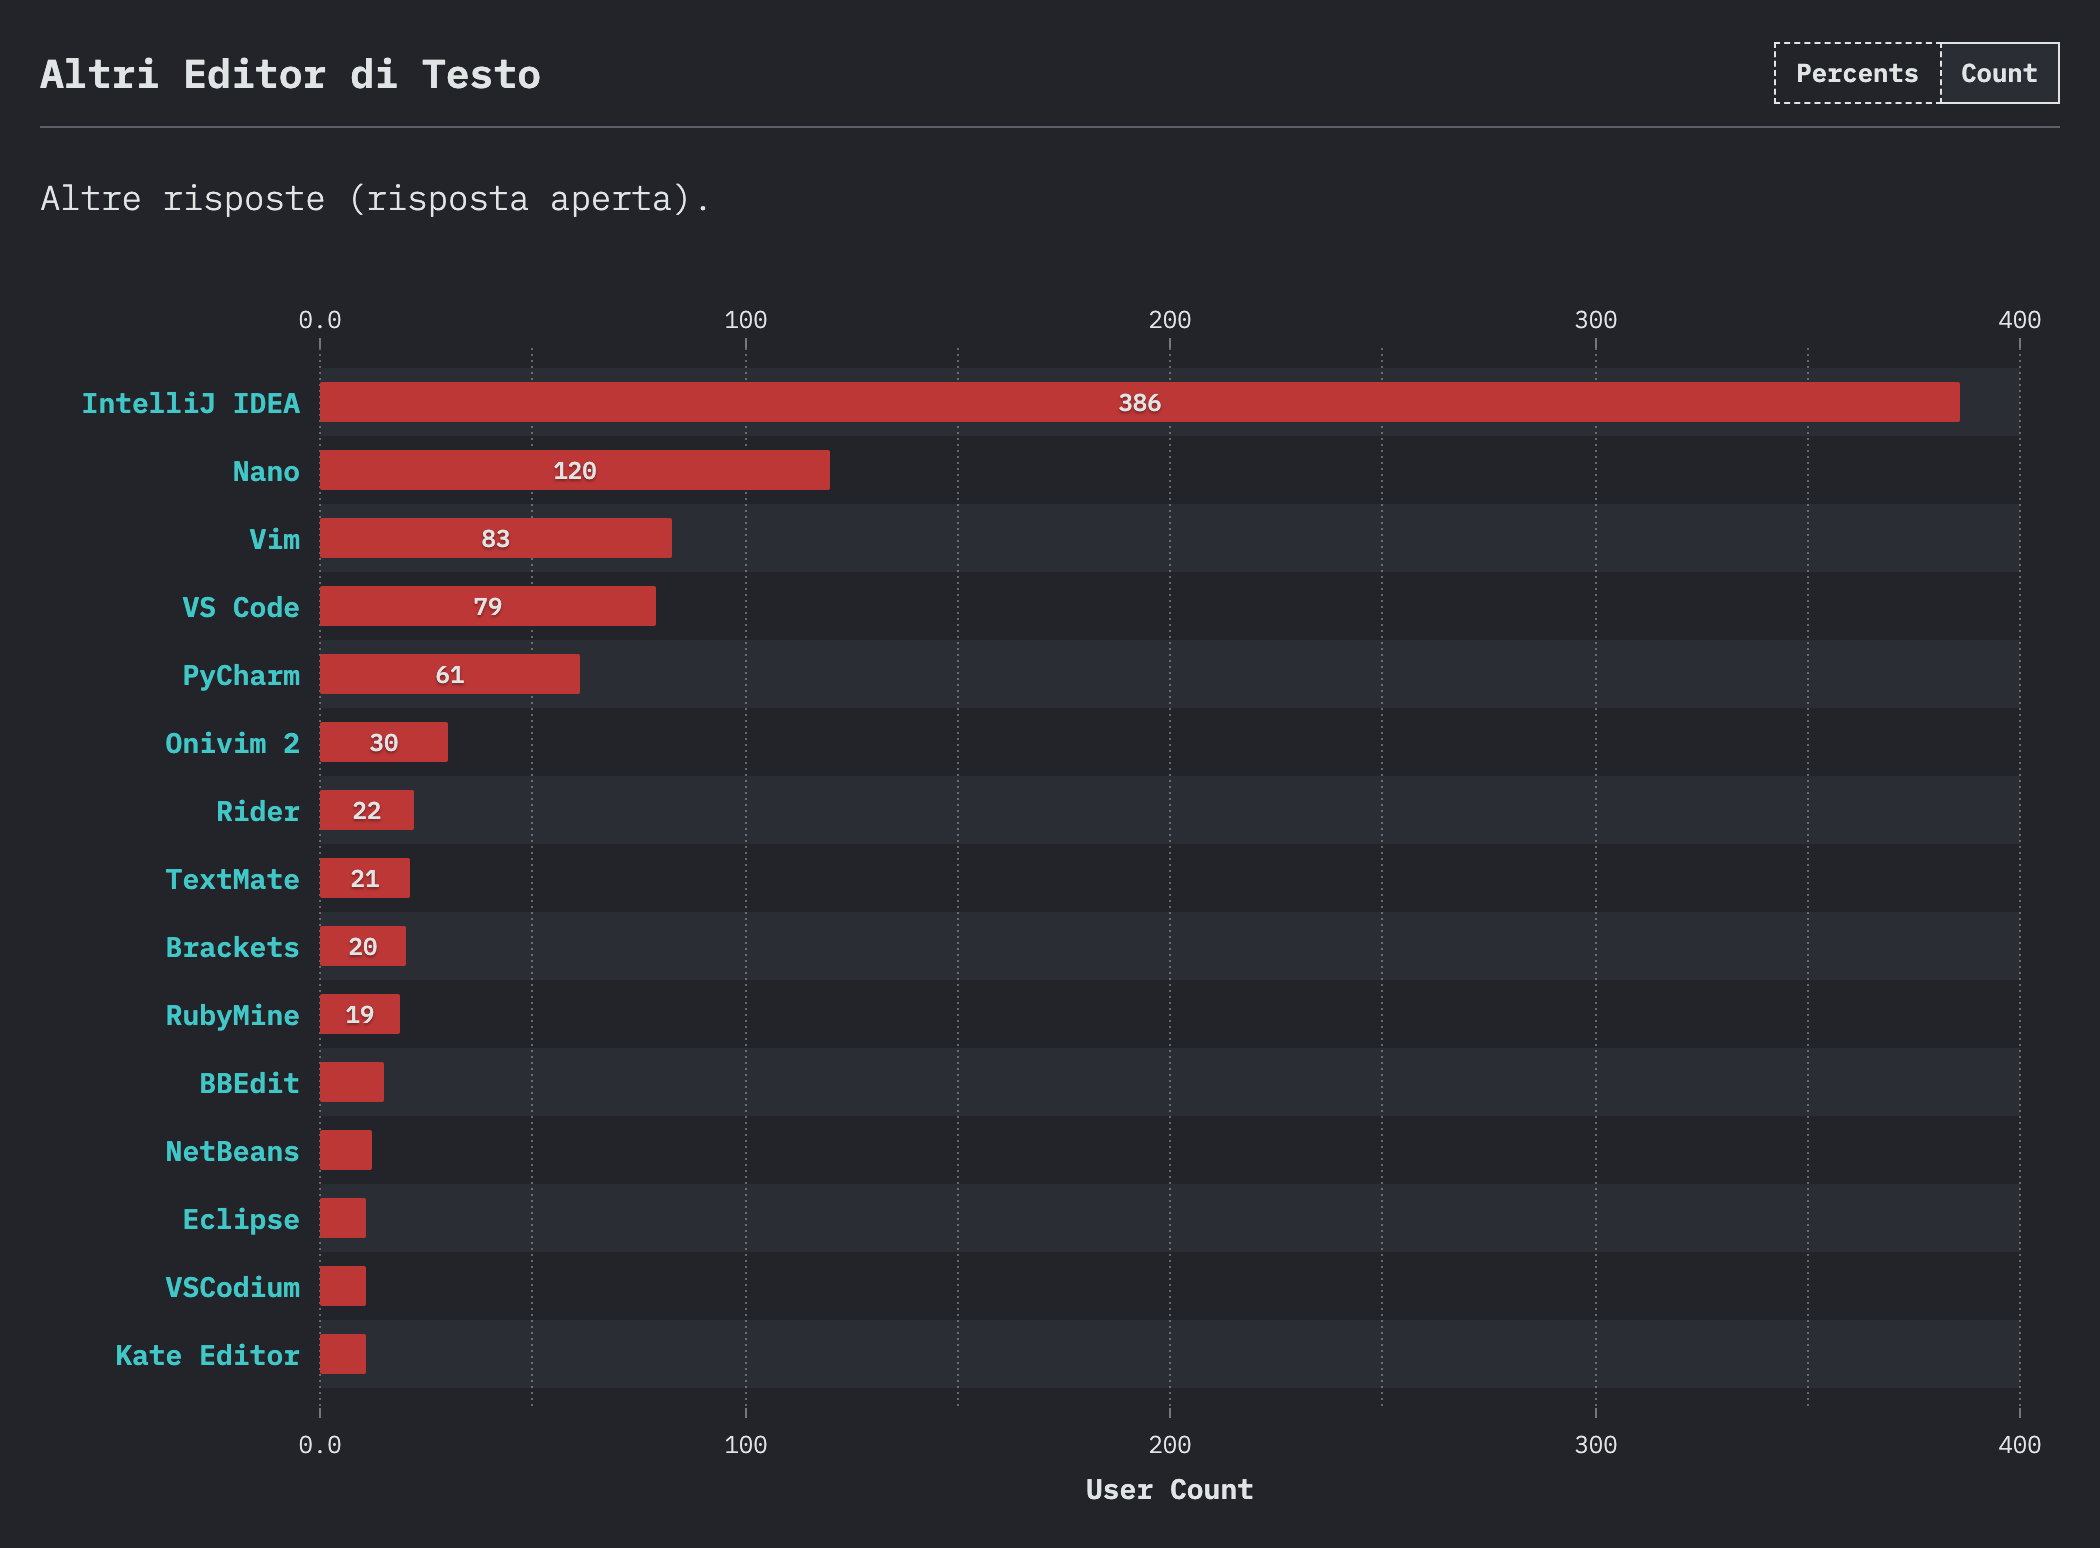 Altri Editor di Testo
Percents
Count
Altre risposte (risposta aperta).
0.0 100 200 300 400
IntelliJ IDEA 386
Nano 120
Vim 83
VS Code 79
PyCharm 61
Onivim 2 30
Rider 22
TextMate 21
Brackets 20
RubyMine 19
BBEdit
NetBeans
Eclipse
VSCodium
Kate Editor
0.0 100 200 300 400
User Count